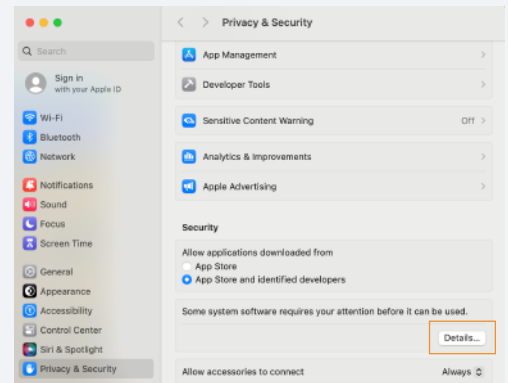 Privacy & Security
Search
Sign in
with your Apple ID
Wi-Fi
Bluetooth
Network
Notifications
Sound
Focus
Screen Time
General
Appearance
Accessibility
Control Center
Siri & Spotlight
Privacy & Security
App Management
Developer Tools
Sensitive Content Warning Off
Analytics & Improvements
Apple Advertising
Security
Allow applications downloaded from
App Store
App Store and identified developers
Some system software requires your attention before it can be used.
Details...
Allow accessories to connect Always